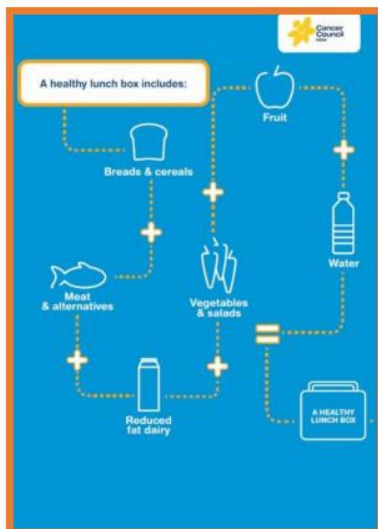 Cancer
Council
A healthy lunch box includes:
Breads & cereals
Meat
& alternatives
Reduced
fat dairy
Vegetables
& salads
Fruit
Water
A HEALTHY
LUNCH BOX